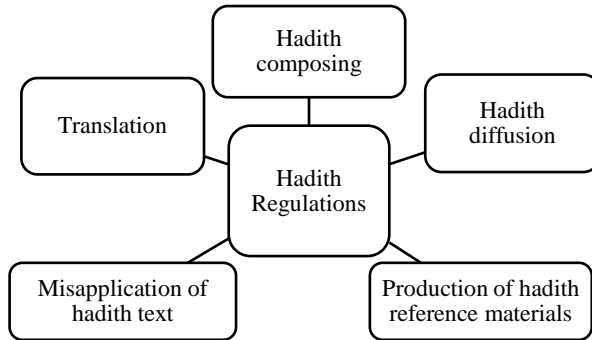 Hadith
composing
Translation
Hadith
diffusion
Hadith
Regulations
Misapplication of
hadith text
Production of hadith
reference materials